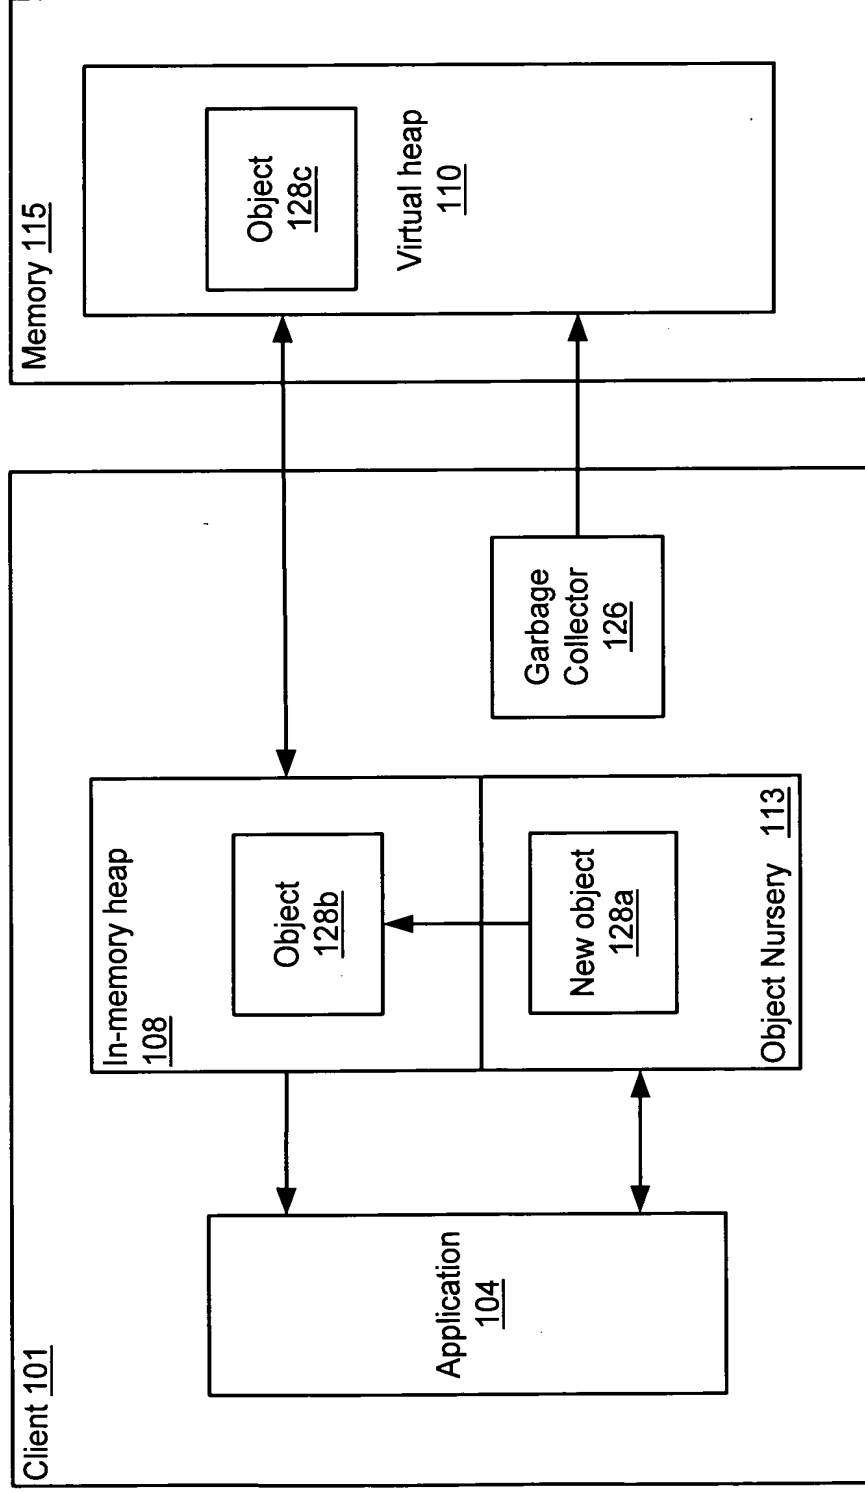 Client 101
Application
104
In-memory heap
108
Object
128b
New object
128a
Object Nursery 113
Garbage
Collector
126
Memory 115
Object
128c
Virtual heap
110